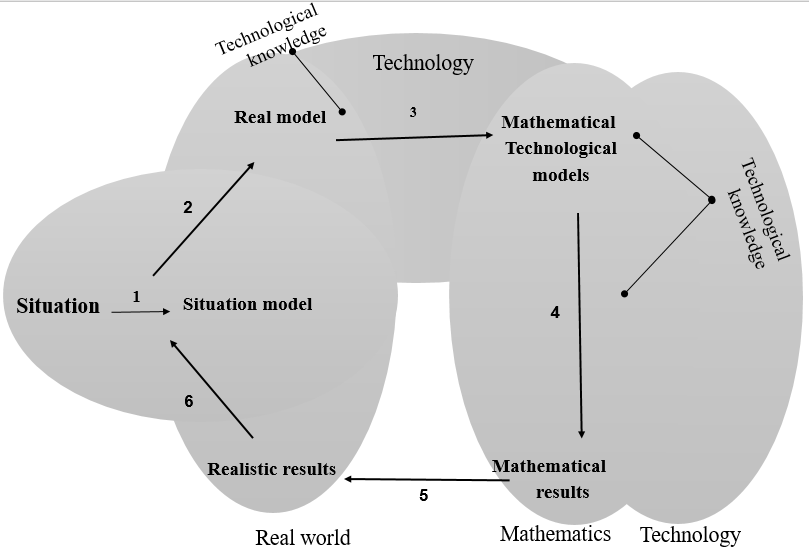 Technological
knowledge
Technology
Real model
3
Mathematical
Technological
models
Technological
knowledge
2
Situation
1
Situation model
4
6
Realistic results
5
Mathematical
results
Real world
Mathematics
Technology